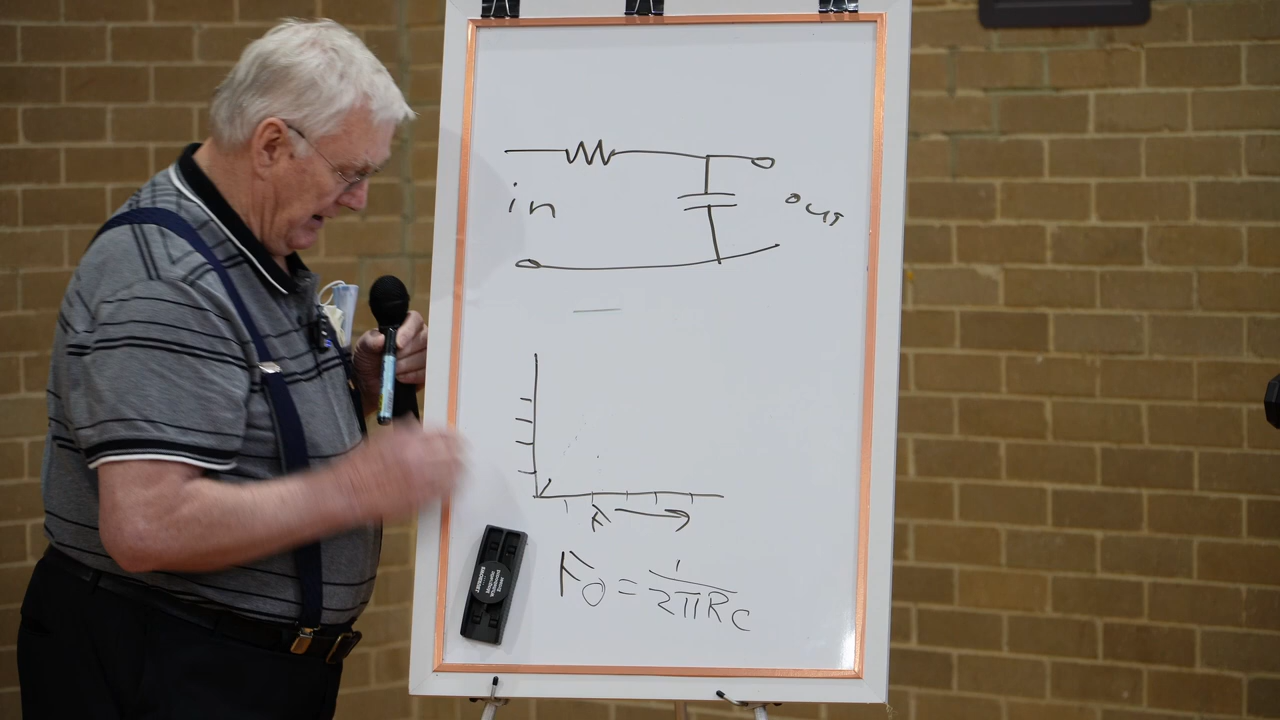 in
out
F₀ = 1/2πRC